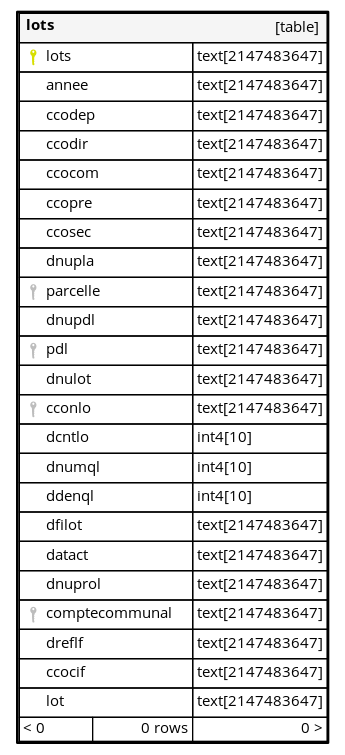 lots [table]
lots text[2147483647]
annee text[2147483647]
ccodep text[2147483647]
ccodir text[2147483647]
ccocom text[2147483647]
ccopre text[2147483647]
ccosec text[2147483647]
dnupla text[2147483647]
parcelle text[2147483647]
dnupdl text[2147483647]
pdl text[2147483647]
dnulot text[2147483647]
cconlo text[2147483647]
dcntlo int4[10]
dnumql int4[10]
ddenql int4[10]
dfilot text[2147483647]
datact text[2147483647]
dnuprol text[2147483647]
comptecommunal text[2147483647]
dreflf text[2147483647]
ccocif text[2147483647]
lot text[2147483647]
< 0 0 rows 0 >